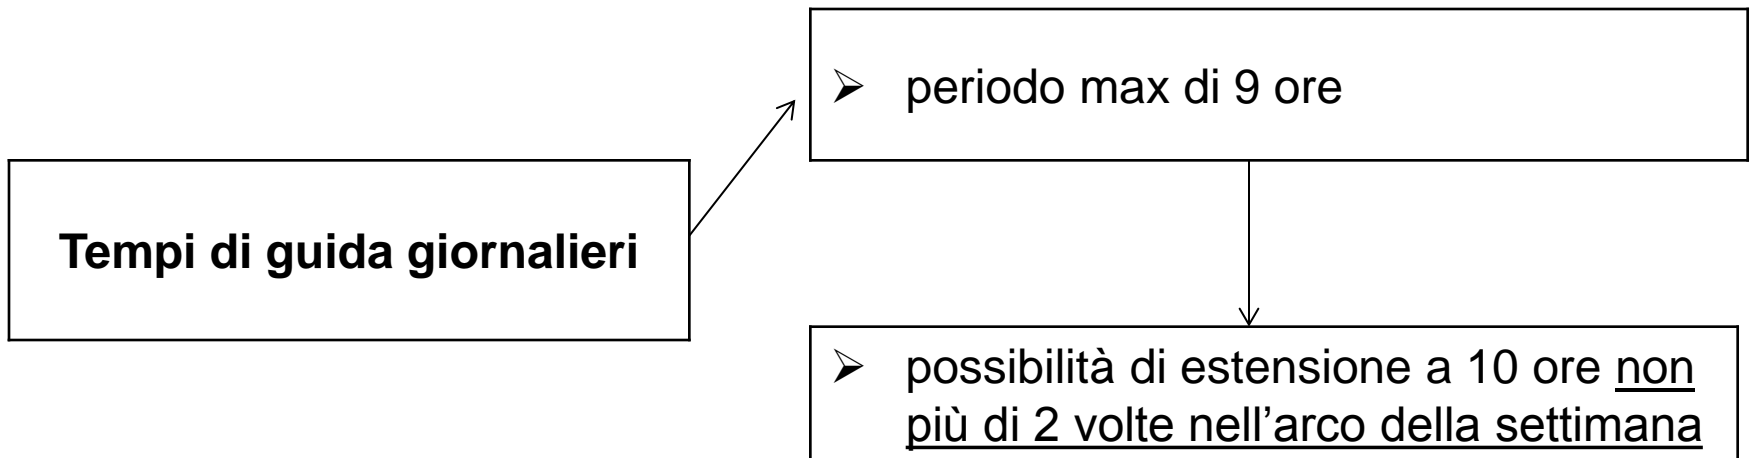 periodo max di 9 ore
Tempi di guida giornalieri
possibilità di estensione a 10 ore non
più di 2 volte nell’arco della settimana